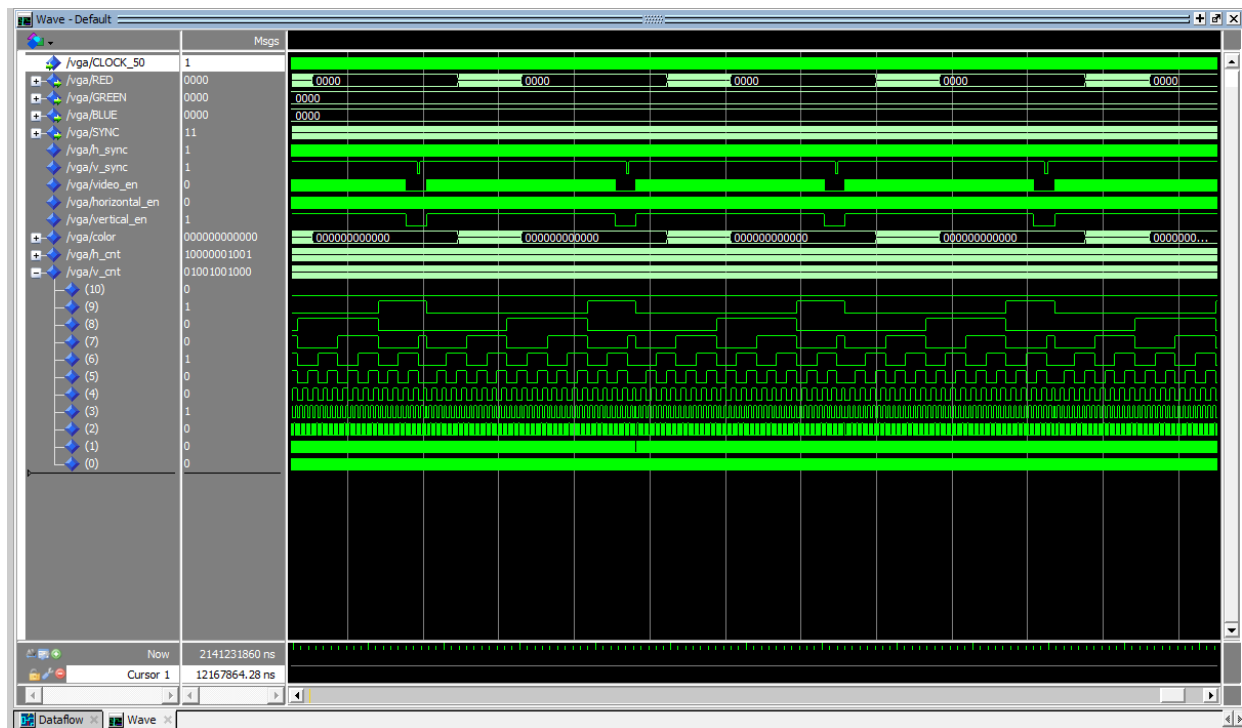 Wave - Default
Msgs
/vga/CLOCK_50 1
/vga/RED 0000 0000 0000 0000 0000 0000
/vga/GREEN 0000 0000
/vga/BLUE 0000 0000
/vga/SYNC 11
/vga/h_sync 1
/vga/v_sync 1
/vga/video_en 0
/vga/horizontal_en 0
/vga/vertical_en 1
/vga/color 000000000000 000000000000 000000000000 000000000000 000000000000 0000000...
/vga/h_cnt 10000001001
/vga/v_cnt 01001001000
(10) 0
(9) 1
(8) 0
(7) 0
(6) 1
(5) 0
(4) 0
(3) 1
(2) 0
(1) 0
(0) 0
Now 2141231860 ns
Cursor 1 12167864.28 ns
Dataflow Wave